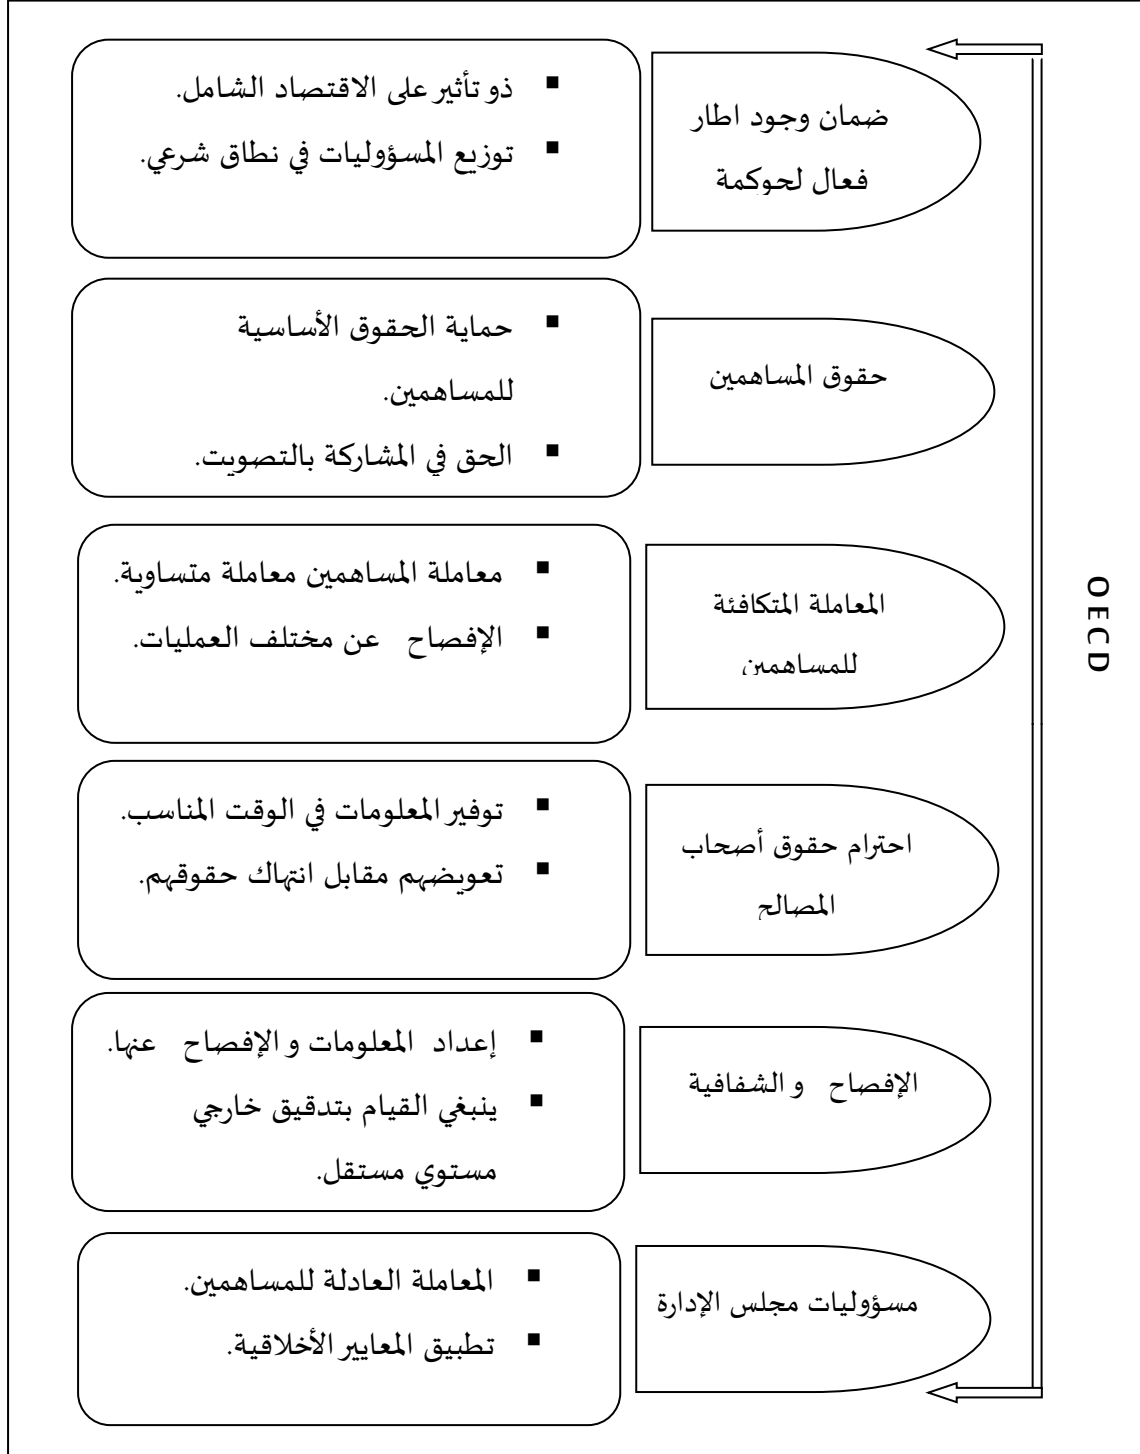 OECD
ضمان وجود اطار
فعال لحوكمة
▪ ذو تأثير على الاقتصاد الشامل.
▪ توزيع المسؤوليات في نطاق شرعي.
حقوق المساهمين
▪ حماية الحقوق الأساسية
للمساهمين.
▪ الحق في المشاركة بالتصويت.
المعاملة المتكافئة
للمساهمين
▪ معاملة المساهمين معاملة متساوية.
▪ الإفصاح عن مختلف العمليات.
احترام حقوق أصحاب
المصالح
▪ توفير المعلومات في الوقت المناسب.
▪ تعويضهم مقابل انتهاك حقوقهم.
الإفصاح و الشفافية
▪ إعداد المعلومات و الإفصاح عنها.
▪ ينبغي القيام بتدقيق خارجي
مستوي مستقل.
مسؤوليات مجلس الإدارة
▪ المعاملة العادلة للمساهمين.
▪ تطبيق المعايير الأخلاقية.